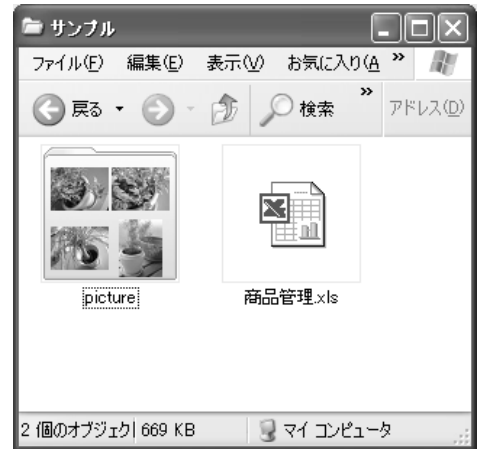 サンプル
ファイル(F) 編集(E) 表示(V) お気に入り(A »
戻る 検索 » アドレス(D)
picture 商品管理.xls
2 個のオブジェク 669 KB マイ コンピュータ